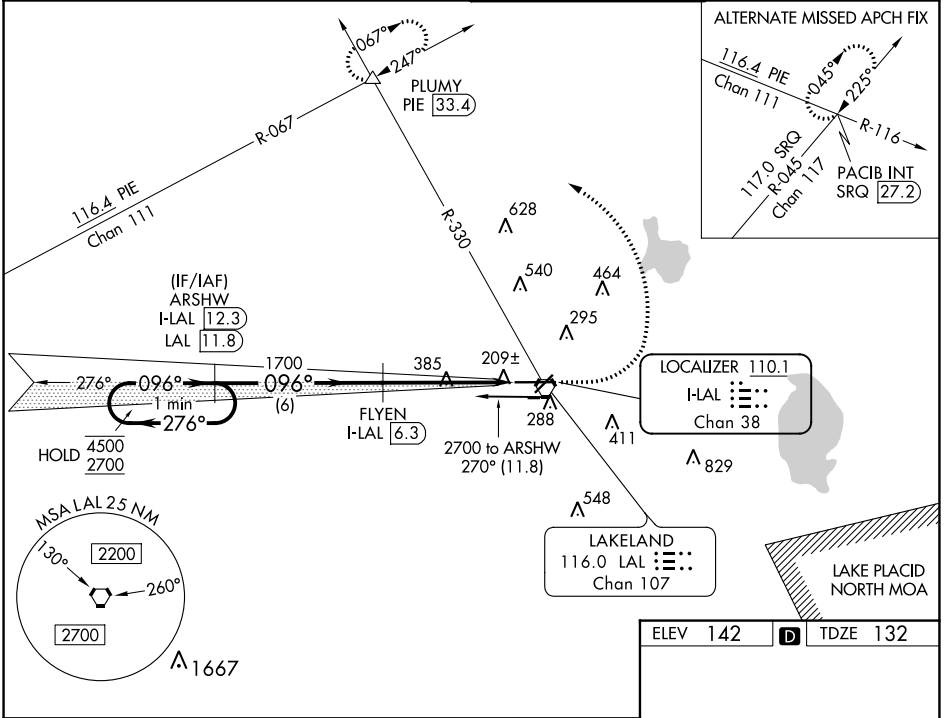 067°
247°
PLUMY
PIE 33.4
R-067
116.4 PIE
Chan 111
R-330
ALTERNATE MISSED APCH FIX
116.4 PIE
Chan 111
045°
225°
R-116
117.0 SRQ
R-045
Chan 117
PACIB INT
SRQ 27.2
628
540
464
295
(IF/IAF)
ARSHW
I-LAL 12.3
LAL 11.8
1700
385
209±
276°
096°
096°
1 min
(6)
276°
HOLD
4500
2700
FLYEN
I-LAL 6.3
288
2700 to ARSHW
270° (11.8)
LOCALIZER 110.1
I-LAL
Chan 38
411
829
548
LAKELAND
116.0 LAL
Chan 107
MSA LAL 25 NM
130°
2200
260°
2700
1667
LAKE PLACID
NORTH MOA
ELEV 142 D TDZE 132